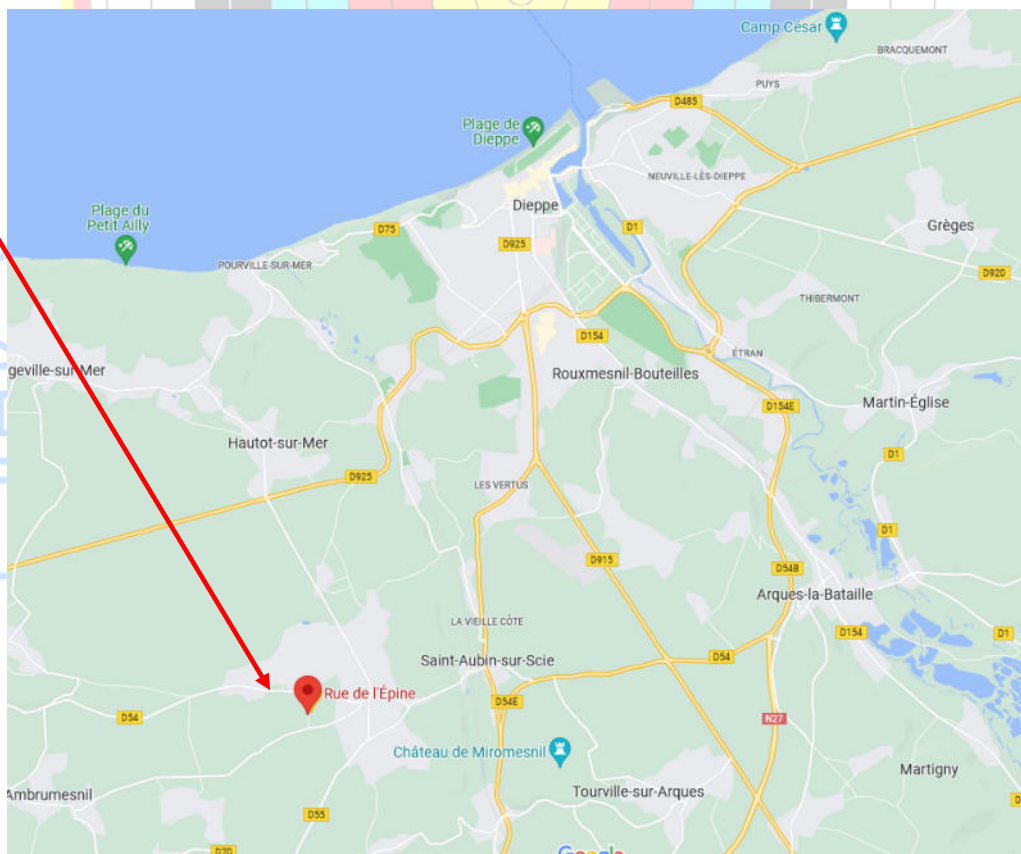 Camp César
BRACQUEMONT
PUYS
D485
Plage de
Dieppe
NEUVILLE-LÈS-DIEPPE
Dieppe
Plage du
Petit Ailly
D75
D925
D1
Grèges
POURVILLE-SUR-MER
D920
THIBERMONT
D154
ÉTRAN
geville-sur-Mer
Rouxmesnil-Bouteilles
D154E
Martin-Église
Hautot-sur-Mer
D1
D925
LES VERTUS
D915
D54B
Arques-la-Bataille
LA VIEILLE CÔTE
D154
D1
Saint-Aubin-sur-Scie
D54
Rue de l'Épine
D54E
D54
N27
Château de Miromesnil
Martigny
Ambrumesnil
Tourville-sur-Arques
D55
D70
Google